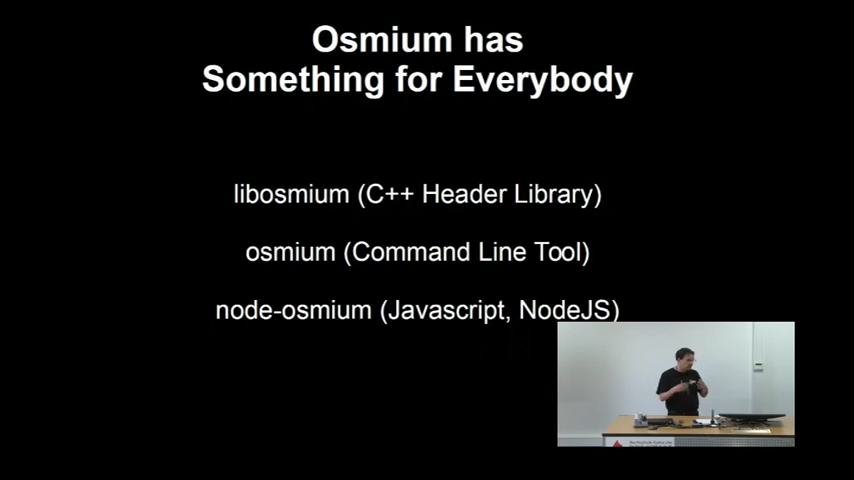 Osmium has
Something for Everybody
libosmium (C++ Header Library)
osmium (Command Line Tool)
node-osmium (Javascript, NodeJS)